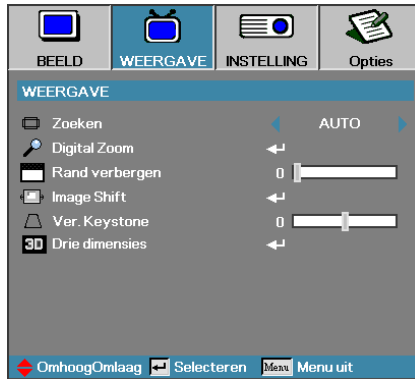 BEELD WEERGAVE INSTELLING Opties
WEERGAVE
Zoeken AUTO
Digital Zoom
Rand verbergen 0
Image Shift
Ver. Keystone 0
3D Drie dimensies
OmhoogOmlaag Selecteren Menu Menu uit